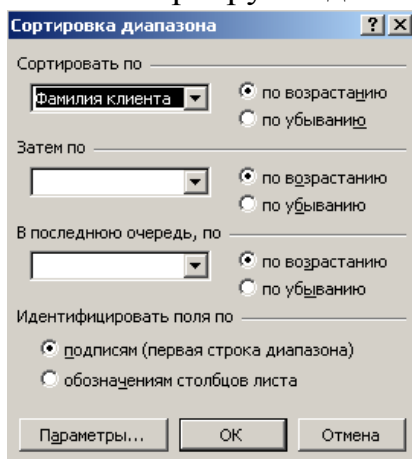 Сортировка диапазона
Сортировать по
Фамилия клиента
по возрастанию
по убыванию
Затем по
по возрастанию
по убыванию
В последнюю очередь, по
по возрастанию
по убыванию
Идентифицировать поля по
подписям (первая строка диапазона)
обозначениям столбцов листа
Параметры... ОК Отмена